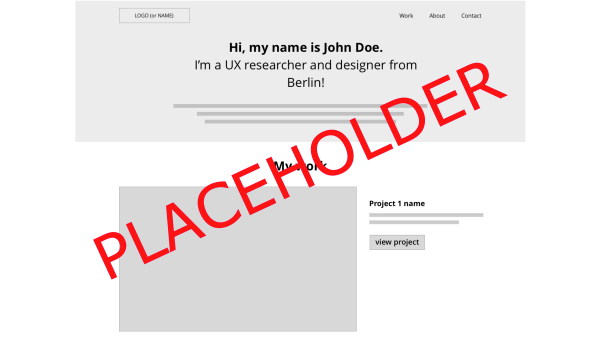 LOGO (or NAME)
Work About Contact
Hi, my name is John Doe.
I'm a UX researcher and designer from
Berlin!
My work
PLACEHOLDER
Project 1 name
view project